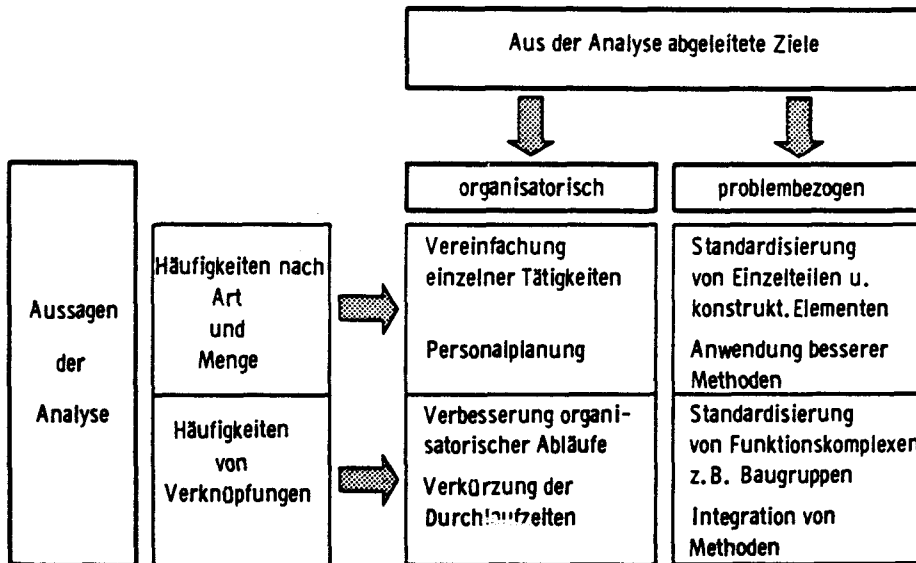 Aus der Analyse abgeleitete Ziele
organisatorisch
problembezogen
Aussagen
der
Analyse
Häufigkeiten nach
Art
und
Menge
Vereinfachung
einzelner Tätigkeiten
Personalplanung
Standardisierung
von Einzelteilen u.
konstrukt. Elementen
Anwendung besserer
Methoden
Häufigkeiten
von
Verknüpfungen
Verbesserung organi-
satorischer Abläufe
Verkürzung der
Durchlaufzeiten
Standardisierung
von Funktionskomplexen
z.B. Baugruppen
Integration von
Methoden